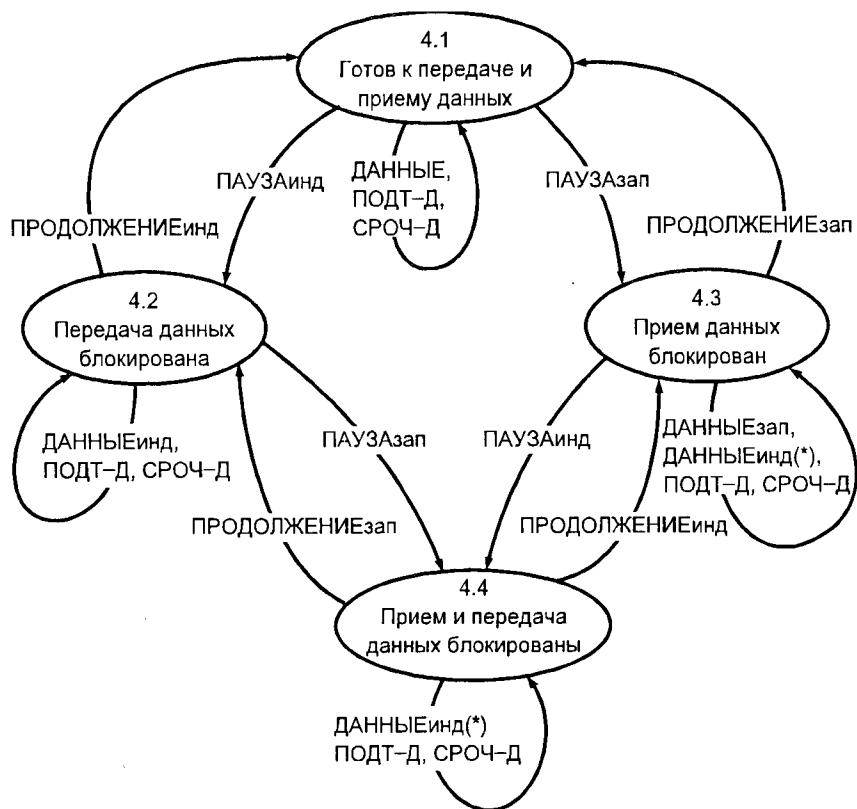 4.1
Готов к передаче и
приему данных
ПАУЗАинд
ДАННЫЕ,
ПОДТ–Д,
СРОЧ–Д
ПАУЗАзап
ПРОДОЛЖЕНИЕинд
ПРОДОЛЖЕНИЕзап
4.2
Передача данных
блокирована
4.3
Прием данных
блокирован
ДАННЫЕинд,
ПОДТ–Д, СРОЧ–Д
ПАУЗАзап
ПАУЗАинд
ДАННЫЕзап,
ДАННЫЕинд(*),
ПОДТ–Д, СРОЧ–Д
ПРОДОЛЖЕНИЕзап
ПРОДОЛЖЕНИЕинд
4.4
Прием и передача
данных блокированы
ДАННЫЕинд(*)
ПОДТ–Д, СРОЧ–Д